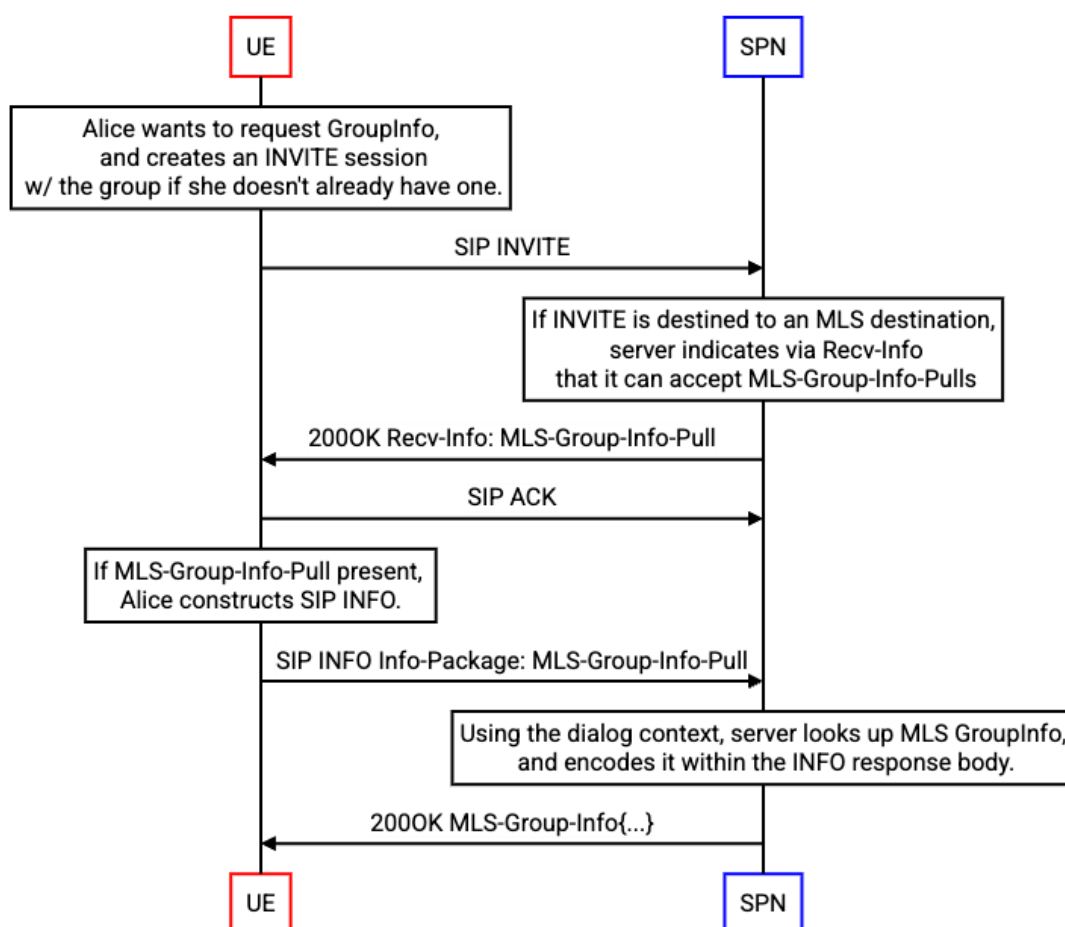 UE
SPN
Alice wants to request GroupInfo,
and creates an INVITE session
w/ the group if she doesn't already have one.
SIP INVITE
If INVITE is destined to an MLS destination,
server indicates via Recv-Info
that it can accept MLS-Group-Info-Pulls
200OK Recv-Info: MLS-Group-Info-Pull
SIP ACK
If MLS-Group-Info-Pull present,
Alice constructs SIP INFO.
SIP INFO Info-Package: MLS-Group-Info-Pull
Using the dialog context, server looks up MLS GroupInfo,
and encodes it within the INFO response body.
200OK MLS-Group-Info{...}
UE
SPN